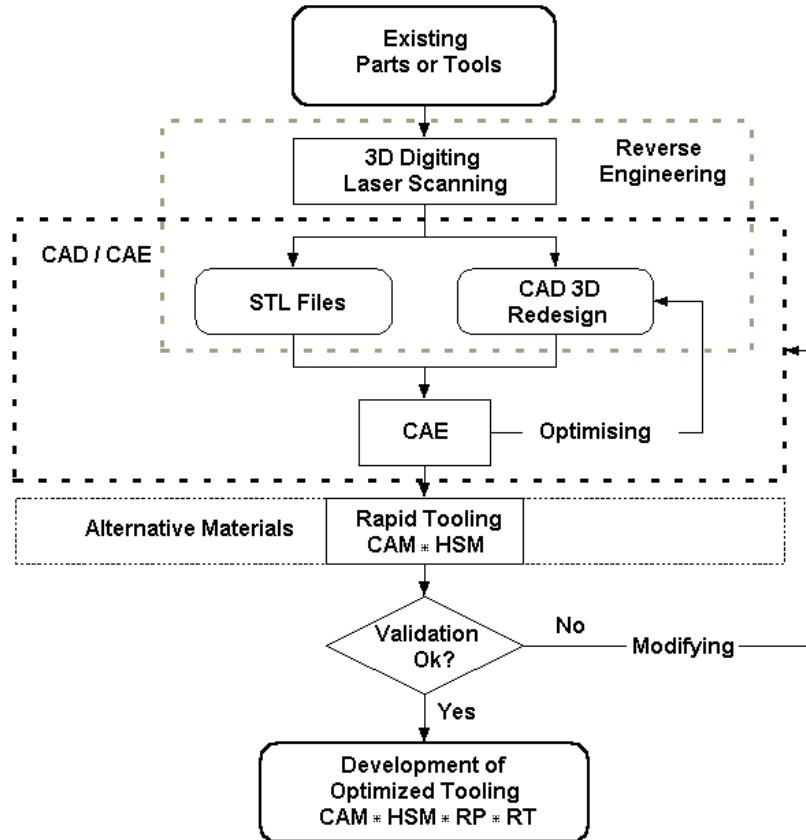 Existing
Parts or Tools
3D Digiting
Laser Scanning
Reverse
Engineering
CAD / CAE
STL Files
CAD 3D
Redesign
CAE
Optimising
Alternative Materials
Rapid Tooling
CAM * HSM
Validation
Ok?
No
Modifying
Yes
Development of
Optimized Tooling
CAM * HSM * RP * RT